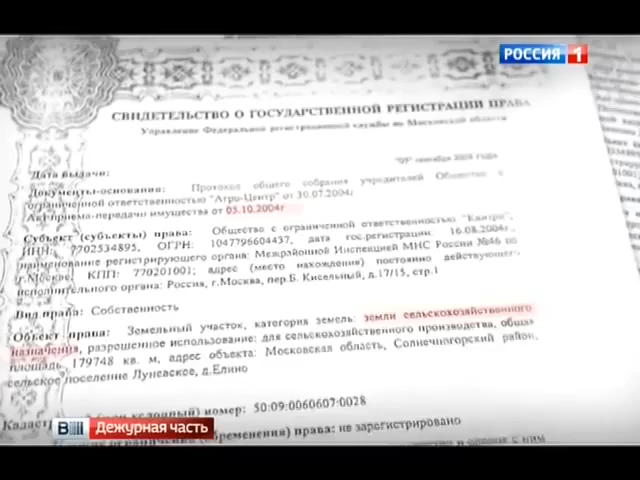 РОССИЯ 1
СВИДЕТЕЛЬСТВО О ГОСУДАРСТВЕННОЙ РЕГИСТРАЦИИ ПРАВА
Управление Федеральной регистрационной службы по Московской области
Дата выдачи: сентября года
Документы-основания: Протокол общего собрания учредителей Общества с
ограниченной ответственностью "Агро-Центр" от 30.07.2004г
Акт приема-передачи имущества от 05.10.2004г
Субъект (субъекты) права: Общество с ограниченной ответственностью
ИНН: 7702534895, ОГРН: 1047796604437, дата гос.регистрации: 16.08.2004г,
наименование регистрирующего органа: Межрайонной Инспекцией МНС России №46 по
г.Москве, КПП: 770201001; адрес (место нахождения) постоянно действующего
исполнительного органа: Россия, г.Москва, пер.Б. Кисельный, д.17/15, стр.1
Вид права: Собственность
Объект права: Земельный участок, категория земель: земли сельскохозяйственного
назначения, разрешенное использование: для сельскохозяйственного производства, общая
площадь 179748 кв. м, адрес объекта: Московская область, Солнечногорский район,
сельское поселение Луневское, д.Елино
номер: 50:09:0060607:0028
права: не зарегистрировано
ВЕСТИ
Дежурная часть